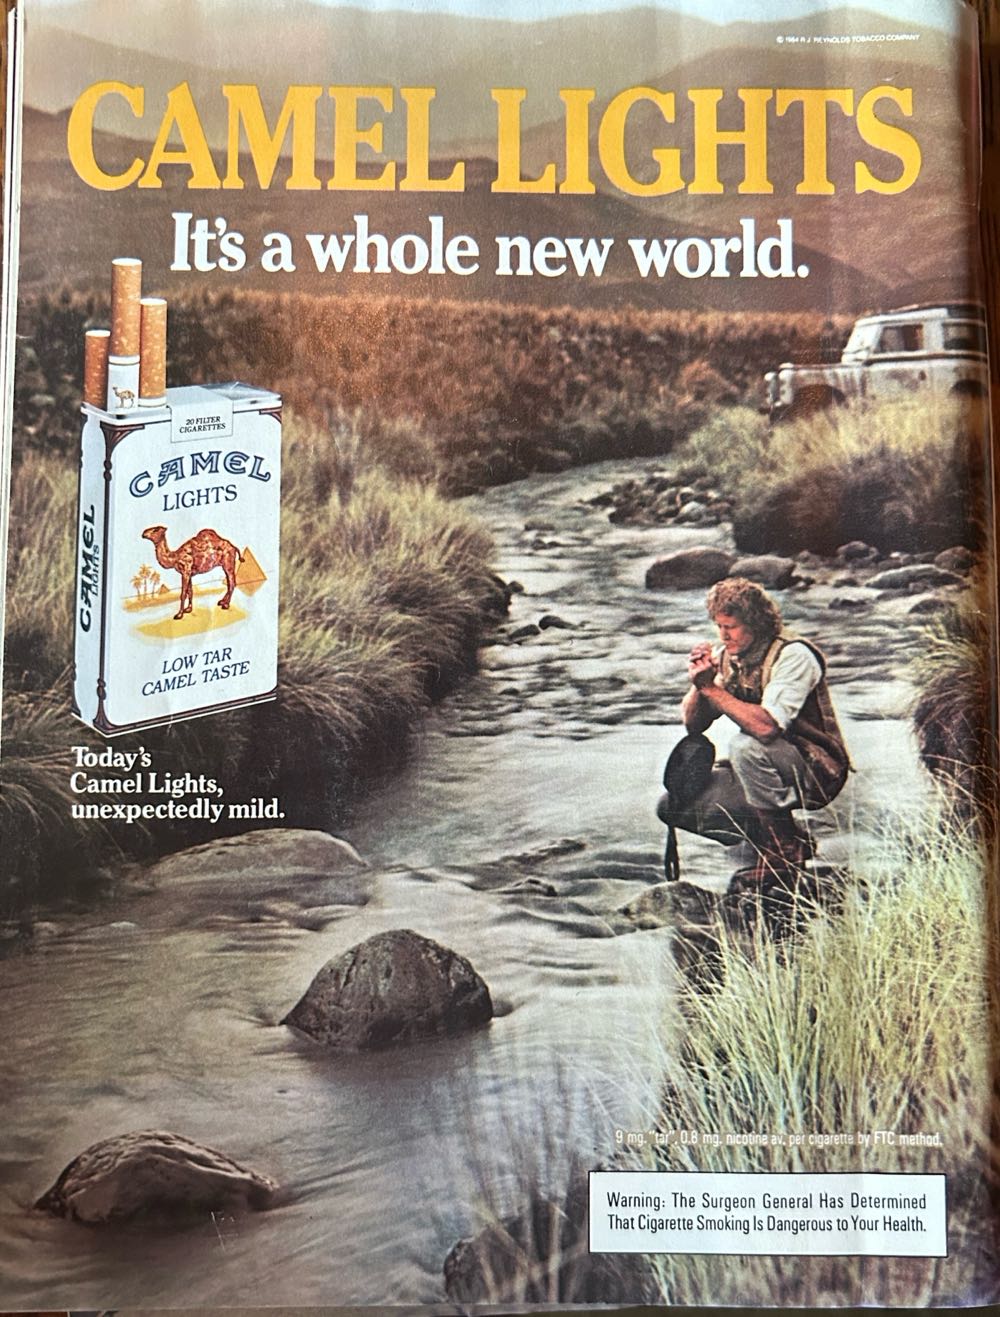 © 1984 R.J. REYNOLDS TOBACCO COMPANY
CAMEL LIGHTS
It's a whole new world.
20 FILTER
CIGARETTES
CAMEL
LIGHTS
CAMEL
LIGHTS
LOW TAR
CAMEL TASTE
Today's
Camel Lights,
unexpectedly mild.
9 mg. "tar", 0.8 mg. nicotine av. per cigarette by FTC method.
Warning: The Surgeon General Has Determined
That Cigarette Smoking Is Dangerous to Your Health.